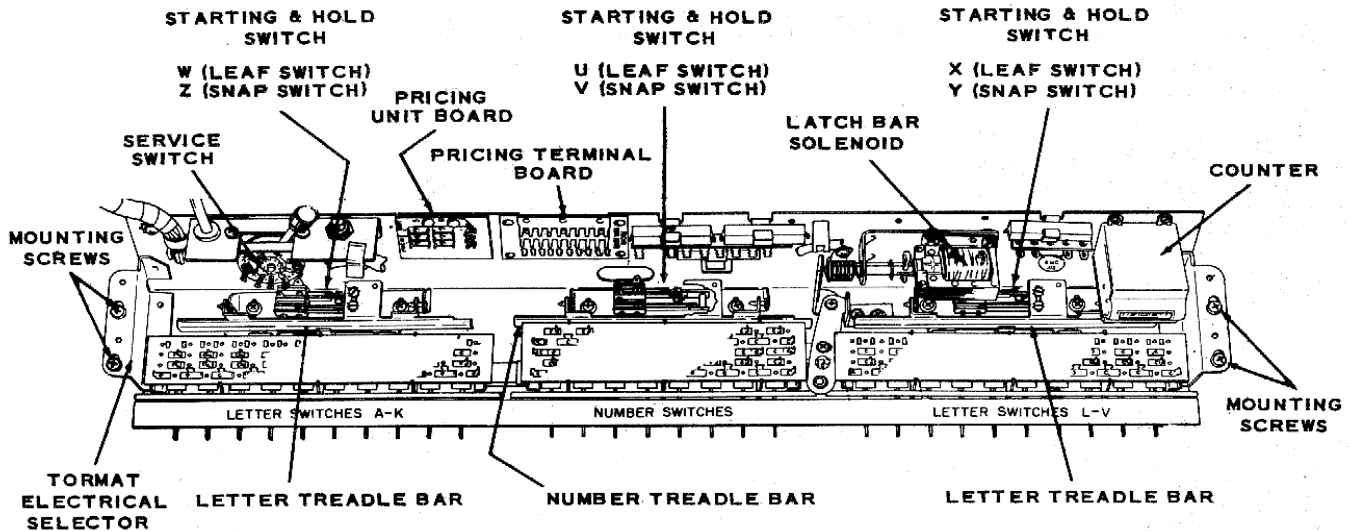 STARTING & HOLD
SWITCH
W (LEAF SWITCH)
Z (SNAP SWITCH)
STARTING & HOLD
SWITCH
U (LEAF SWITCH)
V (SNAP SWITCH)
STARTING & HOLD
SWITCH
X (LEAF SWITCH)
Y (SNAP SWITCH)
PRICING
UNIT BOARD
SERVICE
SWITCH
PRICING TERMINAL
BOARD
LATCH BAR
SOLENOID
COUNTER
MOUNTING
SCREWS
LETTER SWITCHES A-K
NUMBER SWITCHES
LETTER SWITCHES L-V
MOUNTING
SCREWS
TORMAT
ELECTRICAL
SELECTOR
LETTER TREADLE BAR
NUMBER TREADLE BAR
LETTER TREADLE BAR